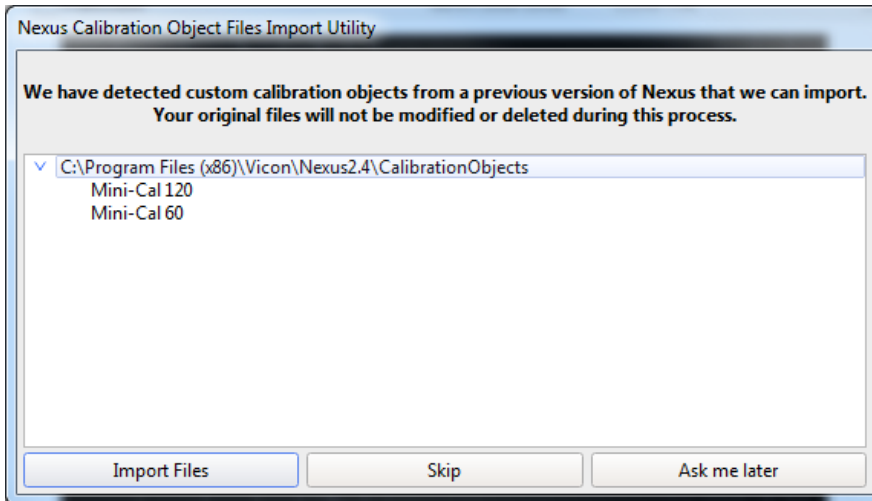 Nexus Calibration Object Files Import Utility
We have detected custom calibration objects from a previous version of Nexus that we can import.
Your original files will not be modified or deleted during this process.
C:\Program Files (x86)\Vicon\Nexus2.4\CalibrationObjects
Mini-Cal 120
Mini-Cal 60
Import Files
Skip
Ask me later